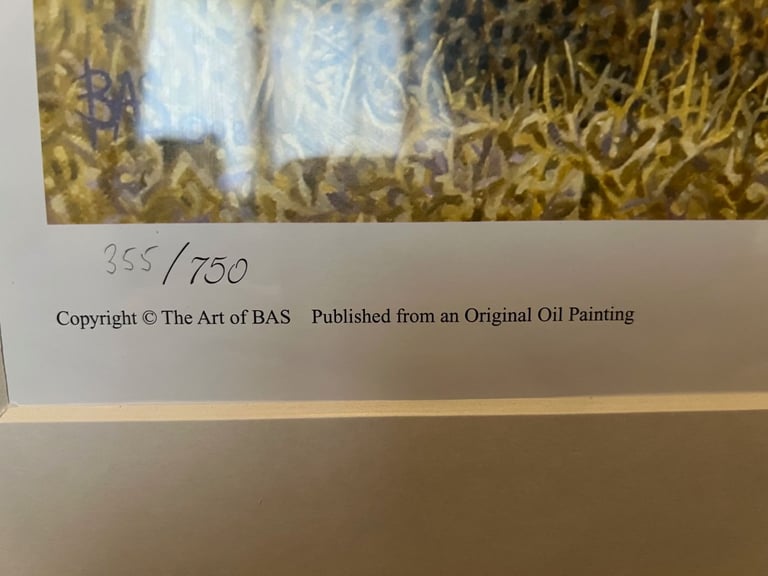 BAS
355/750
Copyright © The Art of BAS Published from an Original Oil Painting